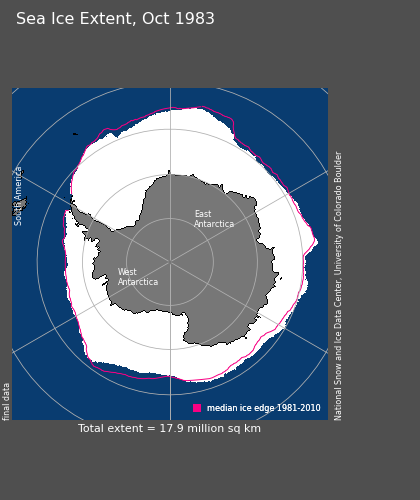 Sea Ice Extent, Oct 1983
South America
East
Antarctica
West
Antarctica
National Snow and Ice Data Center, University of Colorado Boulder
final data
median ice edge 1981-2010
Total extent = 17.9 million sq km